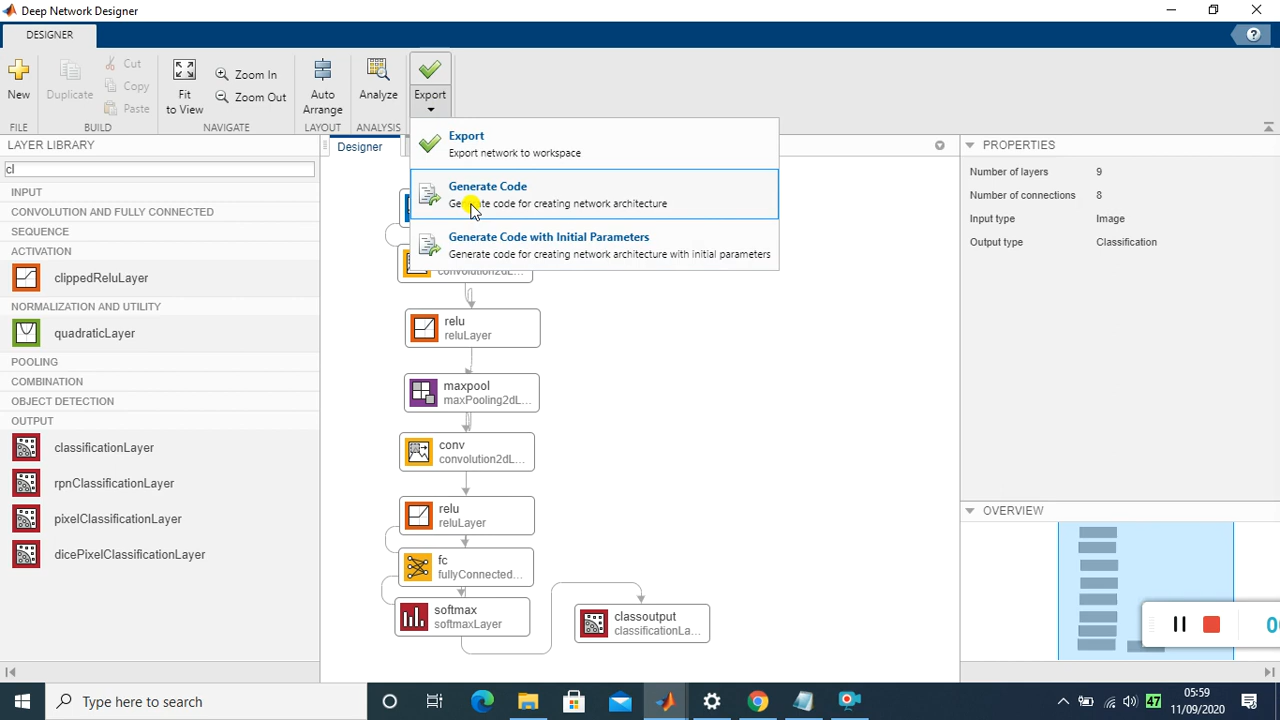 Deep Network Designer
DESIGNER
New
Duplicate
Cut
Copy
Paste
Fit
to View
Zoom In
Zoom Out
Auto
Arrange
Analyze
Export
FILE
BUILD
NAVIGATE
LAYOUT
ANALYSIS
Export
Export network to workspace
Generate Code
Generate code for creating network architecture
Generate Code with Initial Parameters
Generate code for creating network architecture with initial parameters
LAYER LIBRARY
cl
INPUT
CONVOLUTION AND FULLY CONNECTED
SEQUENCE
ACTIVATION
clippedReluLayer
NORMALIZATION AND UTILITY
quadraticLayer
POOLING
COMBINATION
OBJECT DETECTION
OUTPUT
classificationLayer
rpnClassificationLayer
pixelClassificationLayer
dicePixelClassificationLayer
Designer
convolution2dL...
relu
reluLayer
maxpool
maxPooling2dL...
conv
convolution2dL...
relu
reluLayer
fc
fullyConnected...
softmax
softmaxLayer
classoutput
classificationLa...
PROPERTIES
Number of layers 9
Number of connections 8
Input type Image
Output type Classification
OVERVIEW
Type here to search
47
05:59
11/09/2020